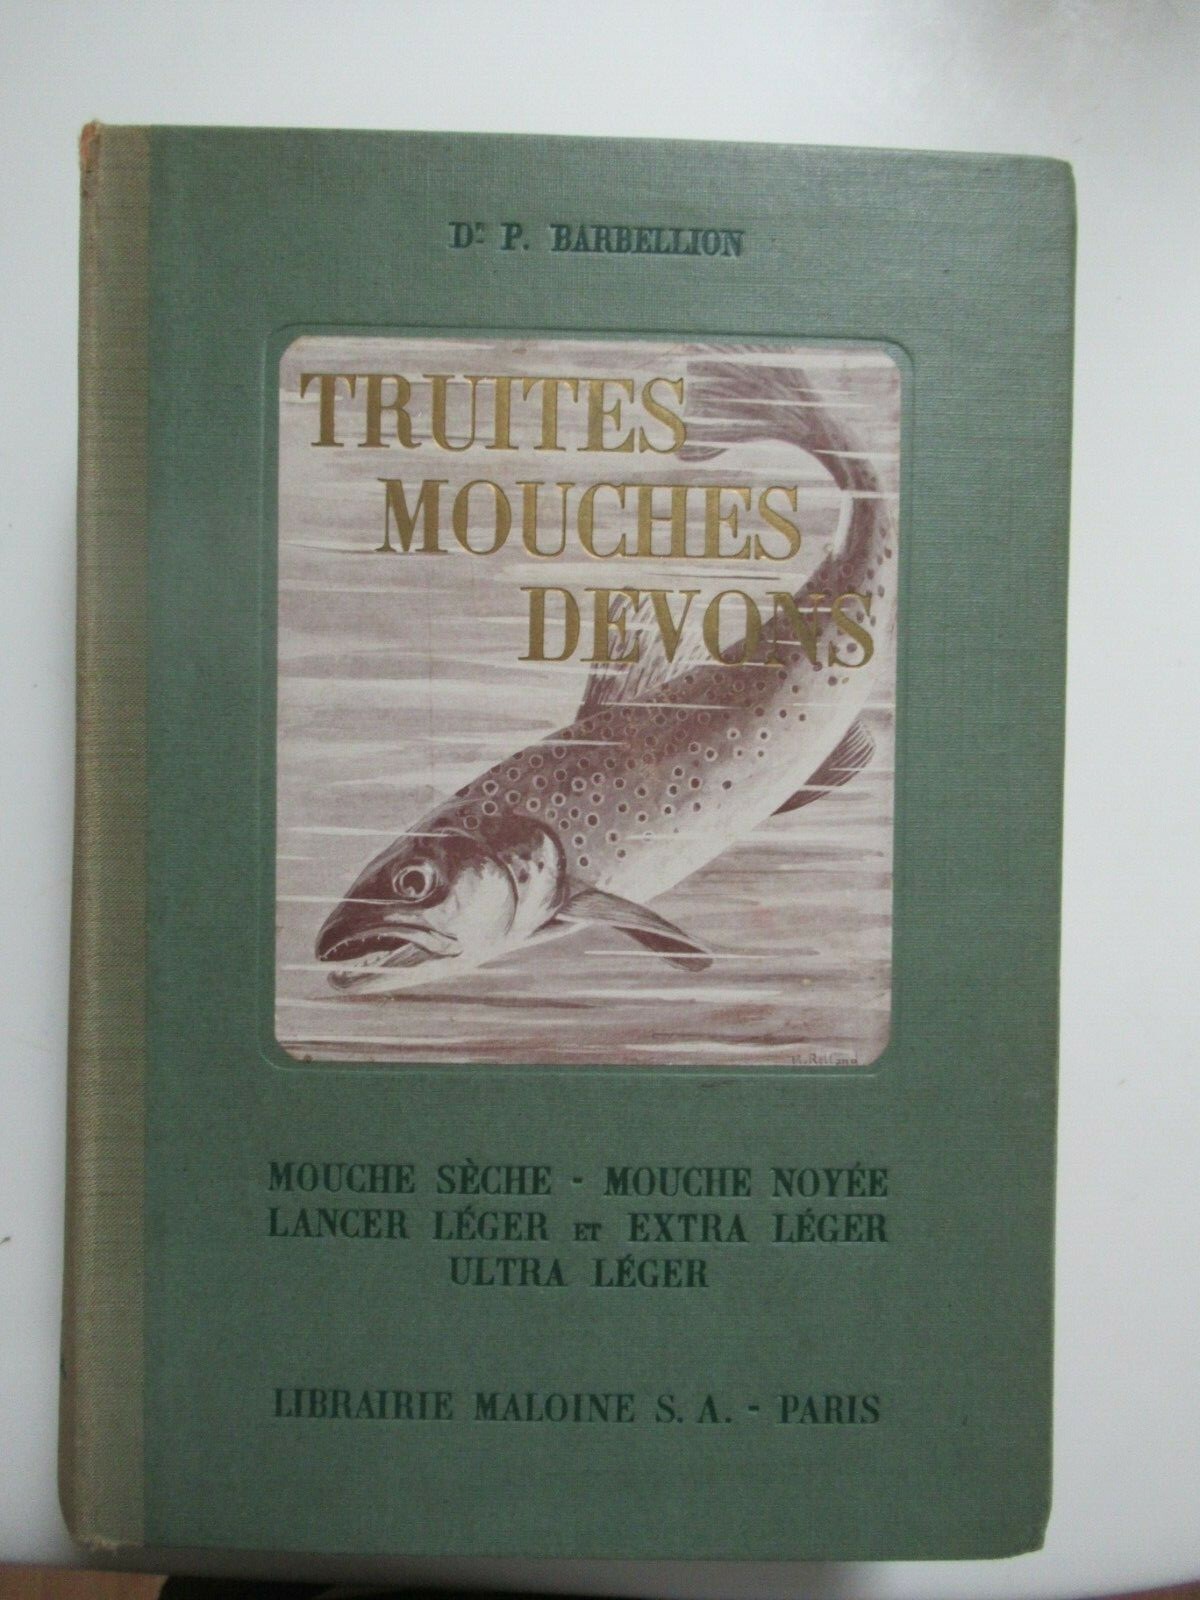 Dr P. BARBELLION
TRUITES
MOUCHES
DEVONS
MOUCHE SÈCHE - MOUCHE NOYÉE
LANCER LÉGER ET EXTRA LÉGER
ULTRA LÉGER
LIBRAIRIE MALOINE S. A. - PARIS